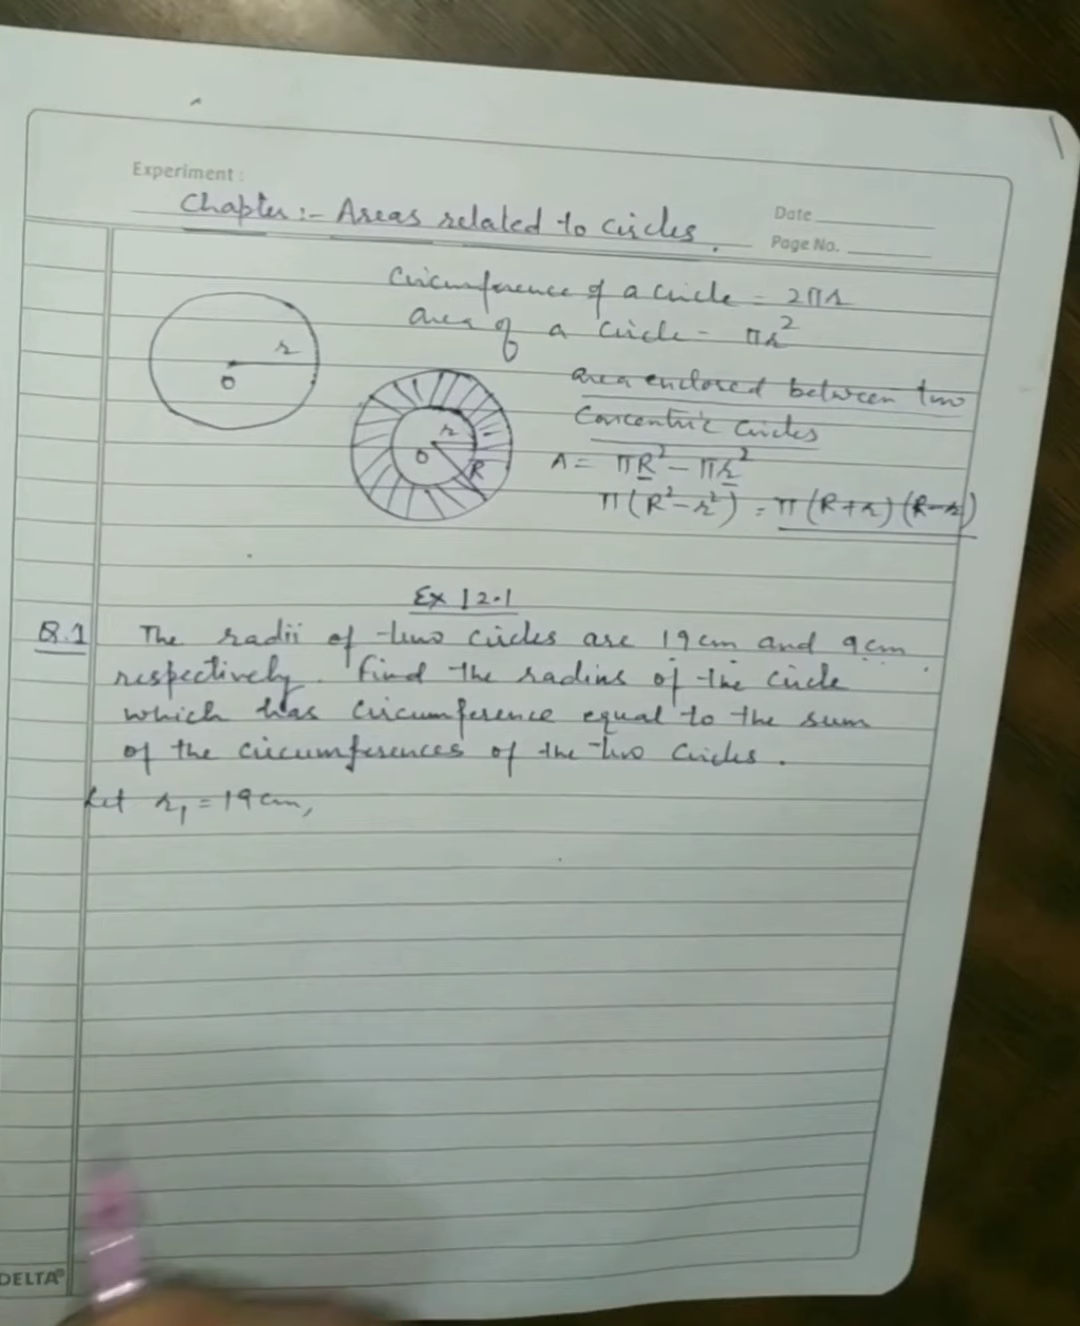 Experiment :
Chapter :- Areas related to circles.
Date
Page No.
Circumference of a circle = 2πr
area of a circle - πr²
r
O
area enclosed between two
Concentric Circles
r
O
R
A = πR² - πr²
π(R² - r²) = π(R+r)(R-r)
Ex 12.1
Q.1 The radii of two circles are 19 cm and 9 cm
respectively. Find the radius of the circle
which has circumference equal to the sum
of the circumferences of the two circles.
Let r₁ = 19 cm,
DELTA